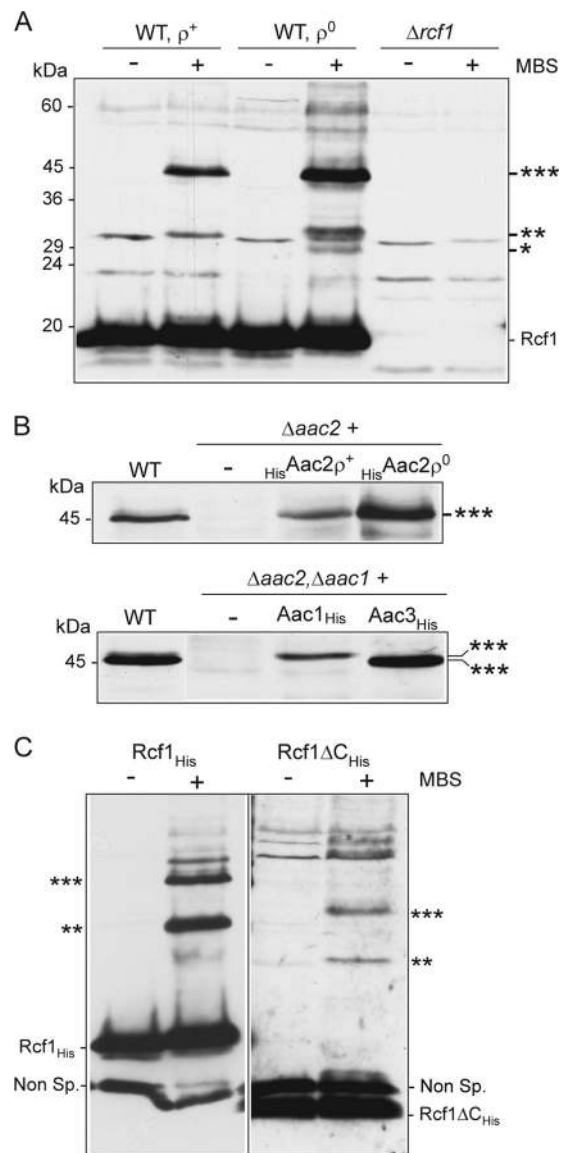 A
WT, ρ⁺ WT, ρ⁰ Δrcf1
kDa - + - + - + MBS
60
45 ***
36
**
29 *
24
20
Rcf1
B
Δaac2 +
WT - HisAac2ρ⁺ HisAac2ρ⁰
kDa
45 ***
Δaac2,Δaac1 +
WT - Aac1His Aac3His
kDa
45 ***
***
C
Rcf1His Rcf1ΔCHis
- + - + MBS
*** ***
** **
Rcf1His
Non Sp. Non Sp.
Rcf1ΔCHis